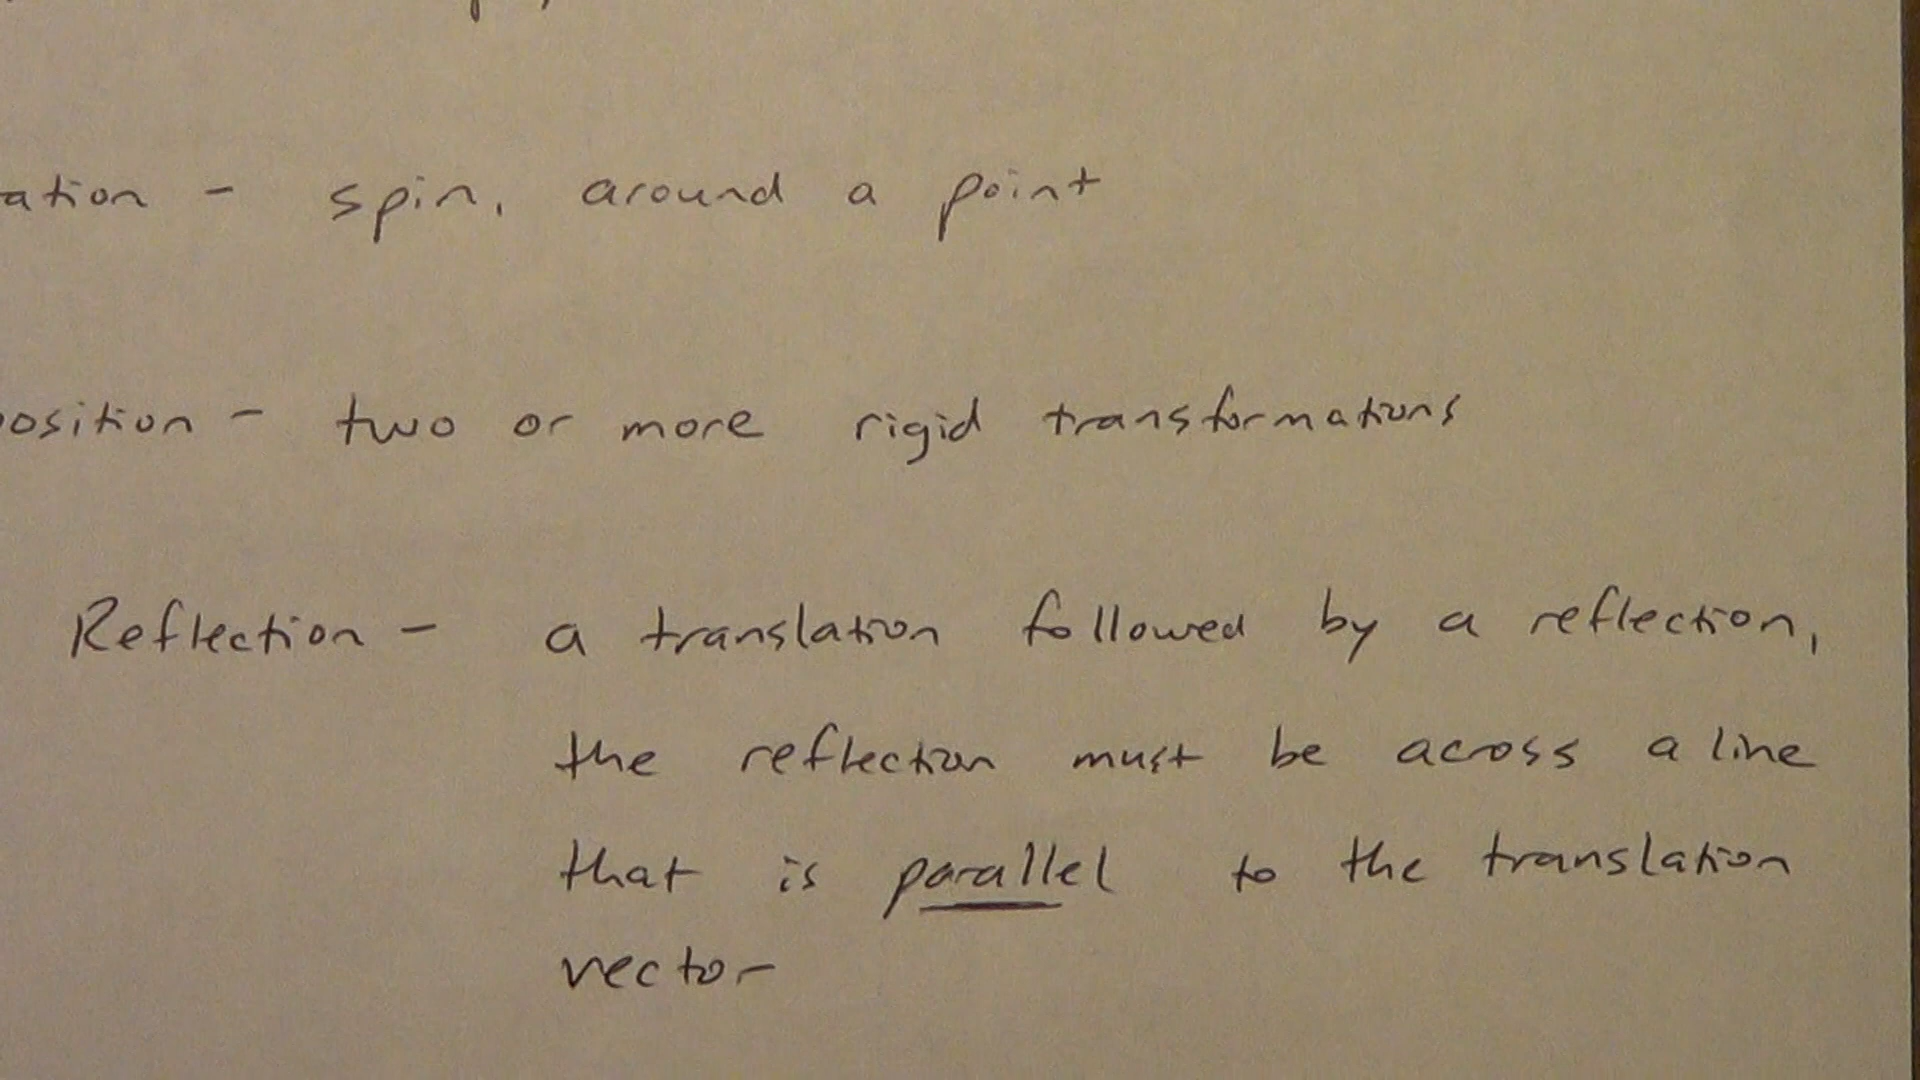 ation - spin, around a point
osition - two or more rigid transformations
Reflection - a translation followed by a reflection,
the reflection must be across a line
that is parallel to the translation
vector